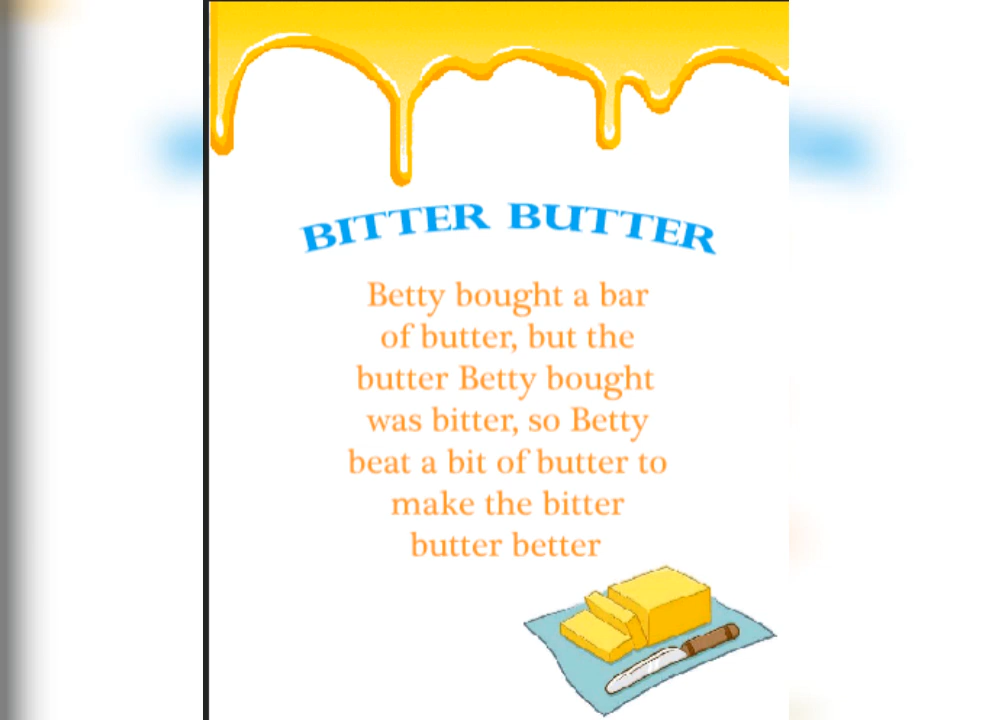 BITTER BUTTER
Betty bought a bar
of butter, but the
butter Betty bought
was bitter, so Betty
beat a bit of butter to
make the bitter
butter better